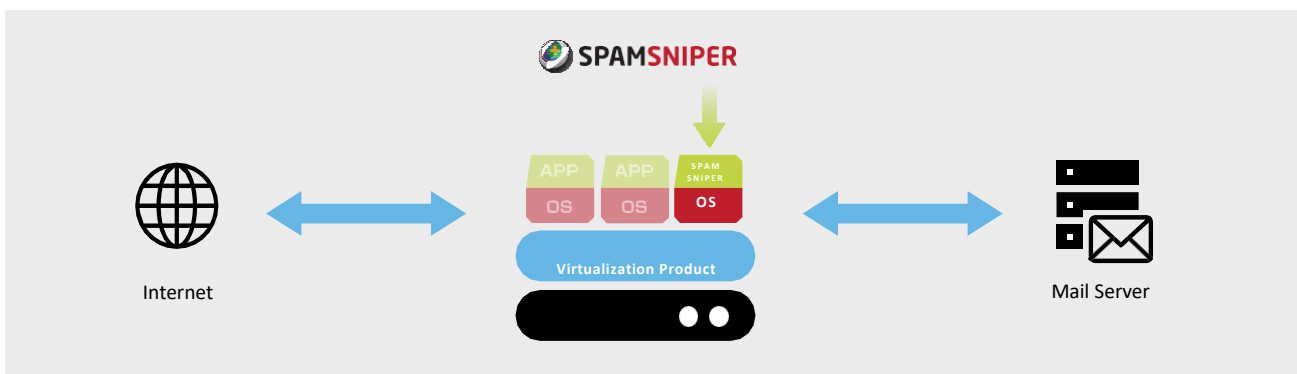 SPAMSNIPER
APP
APP
SPAM
SNIPER
OS
OS
OS
Virtualization Product
Internet
Mail Server